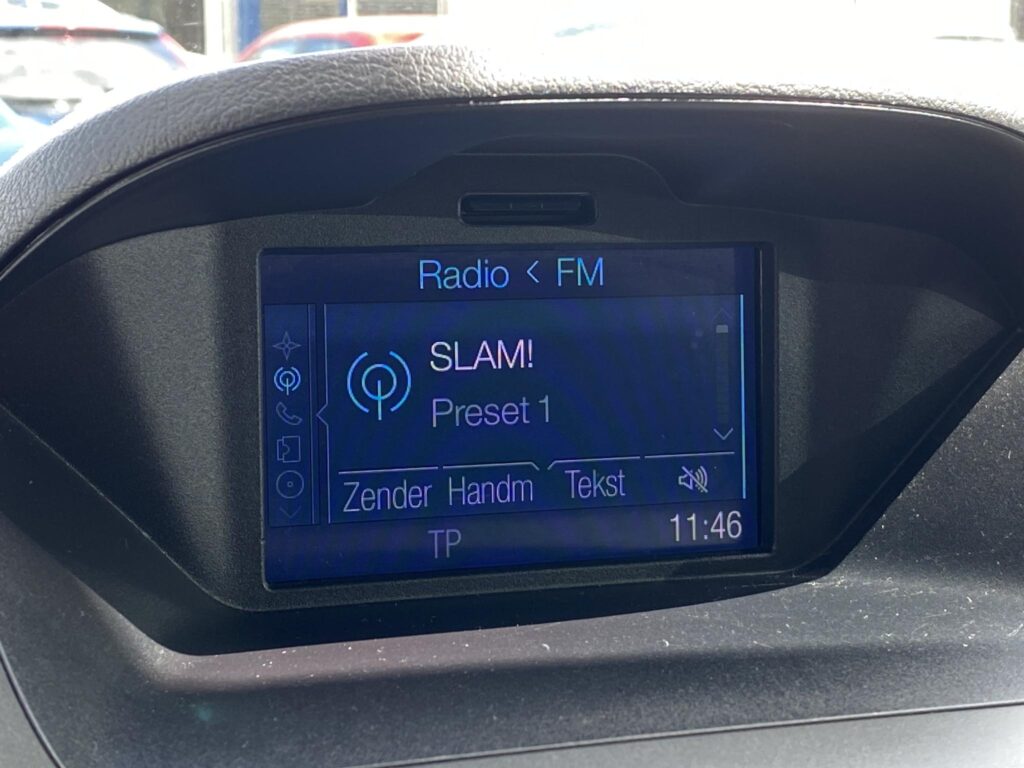 Radio < FM
SLAM!
Preset 1
Zender Handm Tekst
TP
11:46